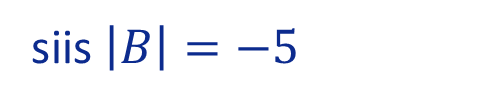 siis |B| = −5